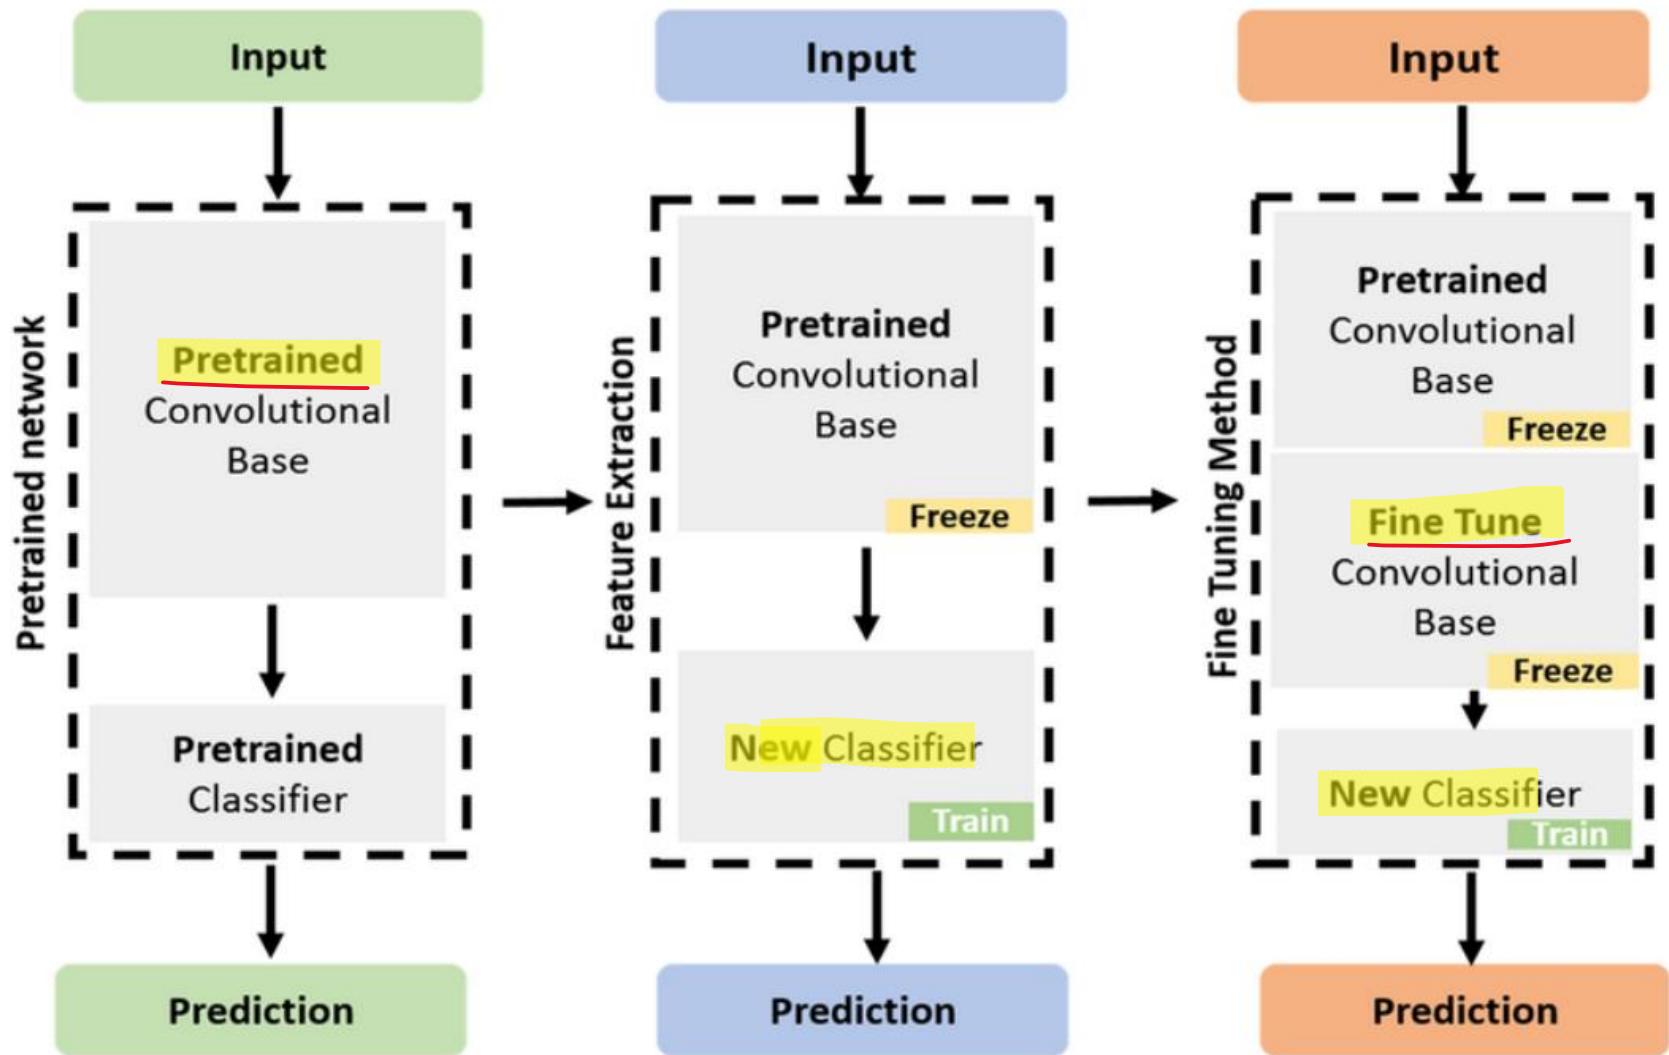 Input
Pretrained network
Pretrained
Convolutional
Base
Pretrained
Classifier
Prediction
Input
Feature Extraction
Pretrained
Convolutional
Base
Freeze
New Classifier
Train
Prediction
Input
Fine Tuning Method
Pretrained
Convolutional
Base
Freeze
Fine Tune
Convolutional
Base
Freeze
New Classifier
Train
Prediction